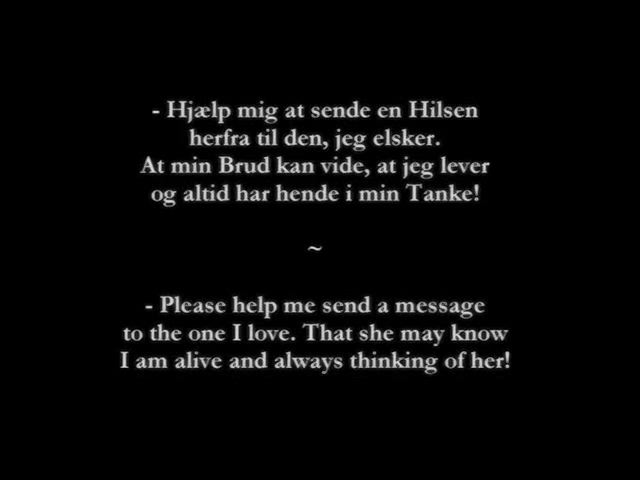 - Hjælp mig at sende en Hilsen
herfra til den, jeg elsker.
At min Brud kan vide, at jeg lever
og altid har hende i min Tanke!
~
- Please help me send a message
to the one I love. That she may know
I am alive and always thinking of her!